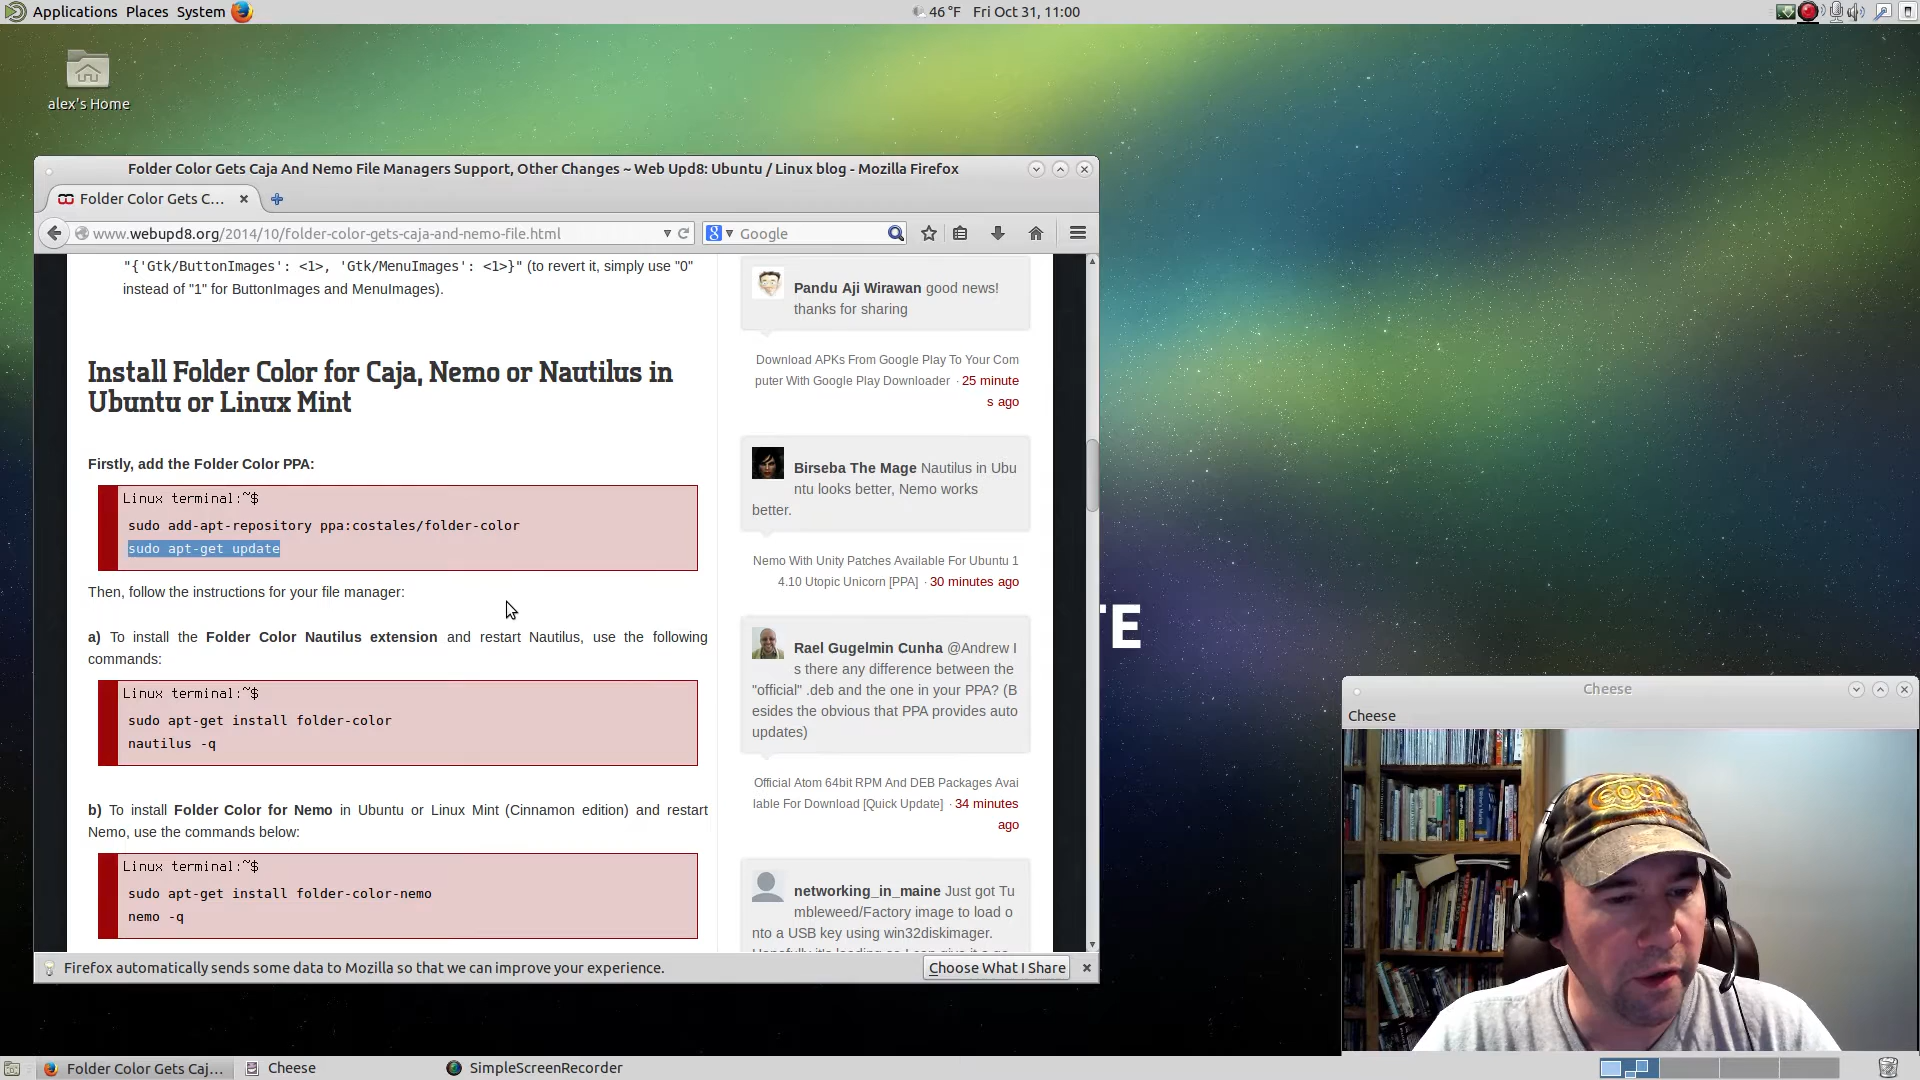 Applications Places System
46 °F Fri Oct 31, 11:00
alex's Home
Folder Color Gets Caja And Nemo File Managers Support, Other Changes ~ Web Upd8: Ubuntu / Linux blog - Mozilla Firefox
Folder Color Gets C...
www.webupd8.org/2014/10/folder-color-gets-caja-and-nemo-file.html
Google
"{'Gtk/ButtonImages': <1>, 'Gtk/MenuImages': <1>}" (to revert it, simply use "0"
instead of "1" for ButtonImages and MenuImages).
Install Folder Color for Caja, Nemo or Nautilus in
Ubuntu or Linux Mint
Firstly, add the Folder Color PPA:
Linux terminal:~$
sudo add-apt-repository ppa:costales/folder-color
sudo apt-get update
Then, follow the instructions for your file manager:
a) To install the Folder Color Nautilus extension and restart Nautilus, use the following
commands:
Linux terminal:~$
sudo apt-get install folder-color
nautilus -q
b) To install Folder Color for Nemo in Ubuntu or Linux Mint (Cinnamon edition) and restart
Nemo, use the commands below:
Linux terminal:~$
sudo apt-get install folder-color-nemo
nemo -q
Pandu Aji Wirawan good news!
thanks for sharing
Download APKs From Google Play To Your Com
puter With Google Play Downloader · 25 minute
s ago
Birseba The Mage Nautilus in Ubu
ntu looks better, Nemo works
better.
Nemo With Unity Patches Available For Ubuntu 1
4.10 Utopic Unicorn [PPA] · 30 minutes ago
Rael Gugelmin Cunha @Andrew I
s there any difference between the
"official" .deb and the one in your PPA? (B
esides the obvious that PPA provides auto
updates)
Official Atom 64bit RPM And DEB Packages Avai
lable For Download [Quick Update] · 34 minutes
ago
networking_in_maine Just got Tu
mbleweed/Factory image to load o
nto a USB key using win32diskimager.
Firefox automatically sends some data to Mozilla so that we can improve your experience.
Choose What I Share
TE
Cheese
Cheese
Folder Color Gets Caj...
Cheese
SimpleScreenRecorder